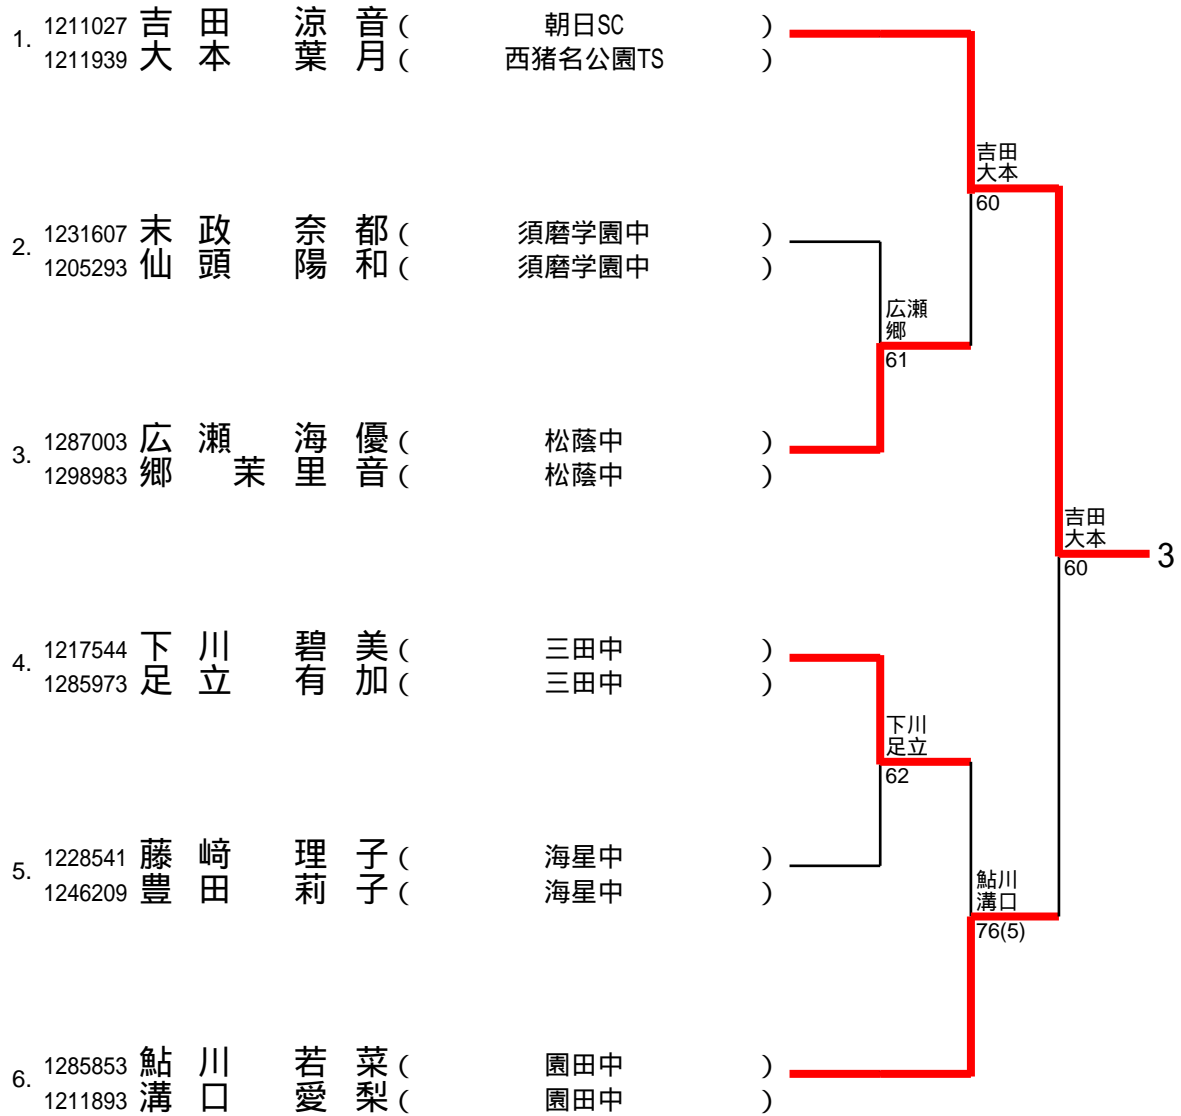 1. 1211027 吉田 涼音 ( 朝日SC )
1211939 大本 葉月 ( 西猪名公園TS )
吉田
大本
60
2. 1231607 末政 奈都 ( 須磨学園中 )
1205293 仙頭 陽和 ( 須磨学園中 )
広瀬
郷
61
3. 1287003 広瀬 海優 ( 松蔭中 )
1298983 郷 茉里音 ( 松蔭中 )
吉田
大本
60
3
4. 1217544 下川 碧美 ( 三田中 )
1285973 足立 有加 ( 三田中 )
下川
足立
62
5. 1228541 藤﨑 理子 ( 海星中 )
1246209 豊田 莉子 ( 海星中 )
鮎川
溝口
76(5)
6. 1285853 鮎川 若菜 ( 園田中 )
1211893 溝口 愛梨 ( 園田中 )